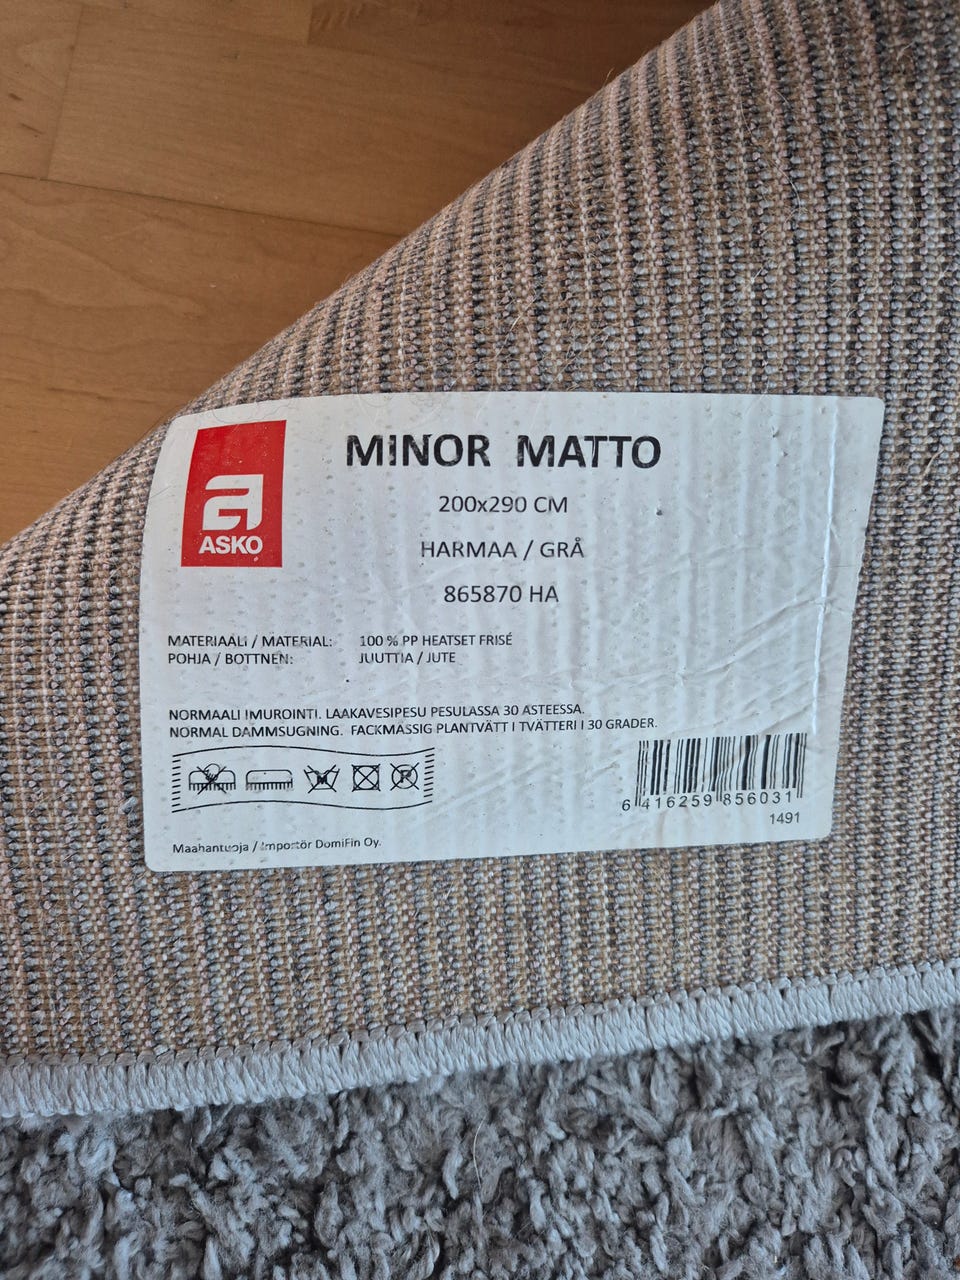 MINOR MATTO
ASKO
200x290 CM
HARMAA / GRÅ
865870 HA
MATERIAALI / MATERIAL: 100 % PP HEATSET FRISÉ
POHJA / BOTTNEN: JUUTTIA / JUTE
NORMAALI IMUROINTI. LAAKAVESIPESU PESULASSA 30 ASTEESSA.
NORMAL DAMMSUGNING. FACKMÄSSIG PLANTVÄTT I TVÄTTERI I 30 GRADER.
P
6 416259 856031
1491
Maahantuoja / Importör DomiFin Oy.